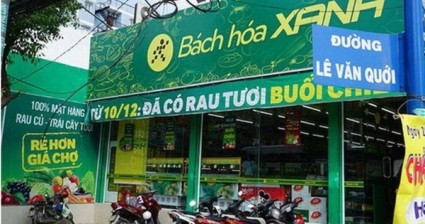 Bách hóa XANH
ĐƯỜNG
LÊ VĂN QUỚI
TỪ 10/12: ĐÃ CÓ RAU TƯƠI BUỔI CHIỀU
100% MẶT HÀNG
RAU CỦ - TRÁI CÂY TƯƠI
RẺ HƠN
GIÁ CHỢ